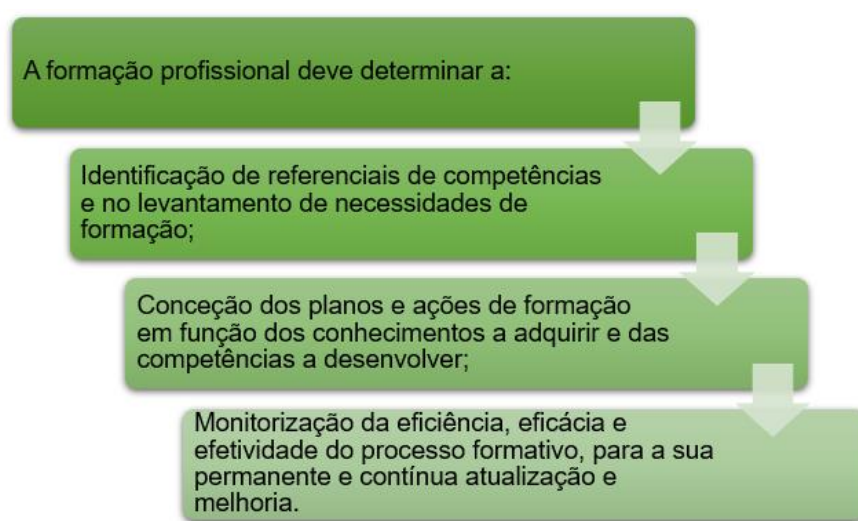 A formação profissional deve determinar a:
Identificação de referenciais de competências
e no levantamento de necessidades de
formação;
Conceção dos planos e ações de formação
em função dos conhecimentos a adquirir e das
competências a desenvolver;
Monitorização da eficiência, eficácia e
efetividade do processo formativo, para a sua
permanente e contínua atualização e
melhoria.